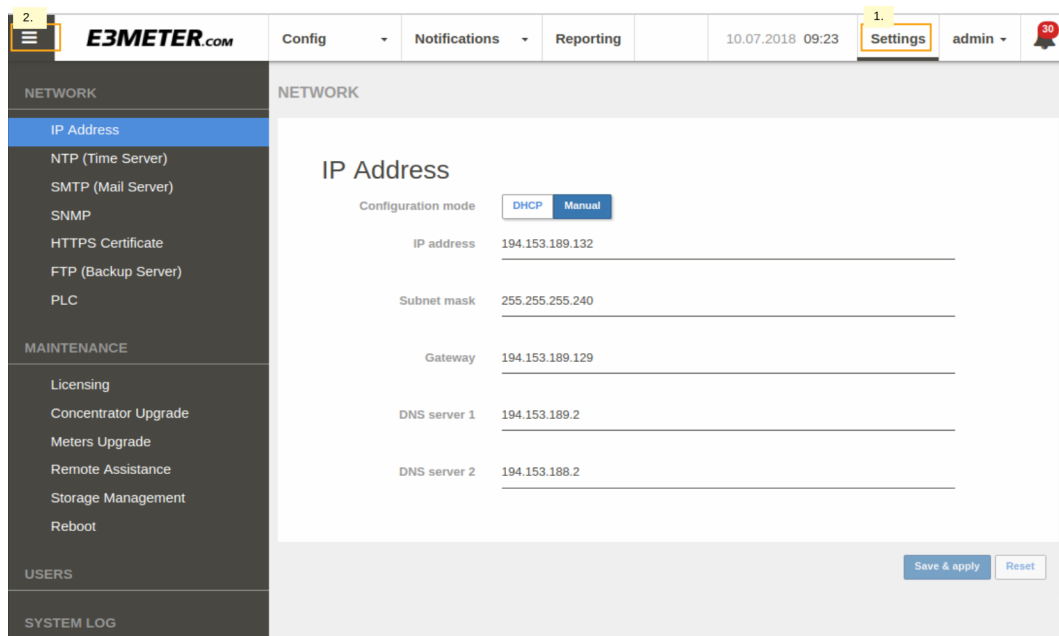 2.
1.
E3METER.COM
Config
Notifications
Reporting
10.07.2018 09:23
Settings
admin
30
NETWORK
IP Address
NTP (Time Server)
SMTP (Mail Server)
SNMP
HTTPS Certificate
FTP (Backup Server)
PLC
MAINTENANCE
Licensing
Concentrator Upgrade
Meters Upgrade
Remote Assistance
Storage Management
Reboot
USERS
SYSTEM LOG
NETWORK
IP Address
Configuration mode DHCP Manual
IP address 194.153.189.132
Subnet mask 255.255.255.240
Gateway 194.153.189.129
DNS server 1 194.153.189.2
DNS server 2 194.153.188.2
Save & apply Reset